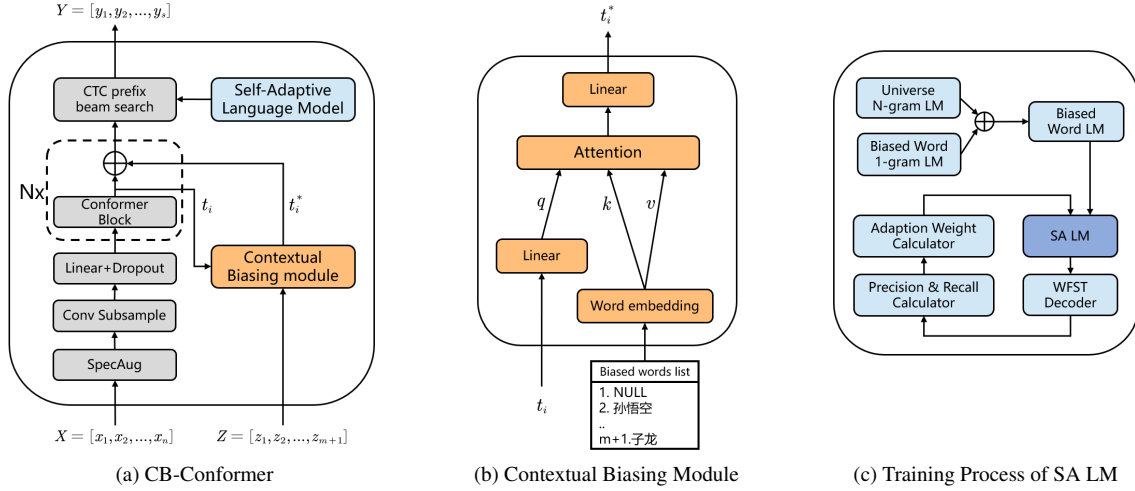 Y = [y₁, y₂, ..., yₛ]
CTC prefix
beam search
Self-Adaptive
Language Model
Nx
Conformer
Block
tᵢ
tᵢ*
Linear+Dropout
Contextual
Biasing module
Conv Subsample
SpecAug
X = [x₁, x₂, ..., xₙ]
Z = [z₁, z₂, ..., zₘ₊₁]
(a) CB-Conformer
tᵢ*
Linear
Attention
q
k
v
Linear
Word embedding
Biased words list
1. NULL
2. 孙悟空
..
m+1.子龙
tᵢ
(b) Contextual Biasing Module
Universe
N-gram LM
Biased Word
1-gram LM
Biased
Word LM
Adaption Weight
Calculator
SA LM
Precision & Recall
Calculator
WFST
Decoder
(c) Training Process of SA LM